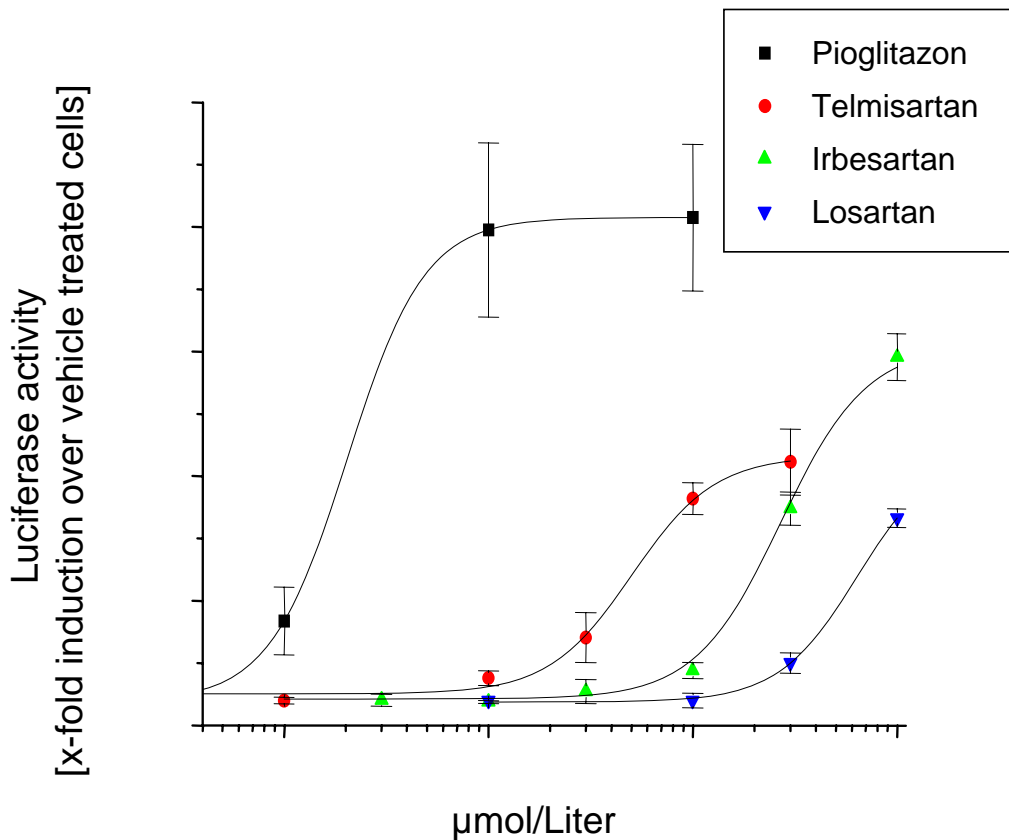 Pioglitazon
Telmisartan
Irbesartan
Losartan
Luciferase activity
[x-fold induction over vehicle treated cells]
µmol/Liter